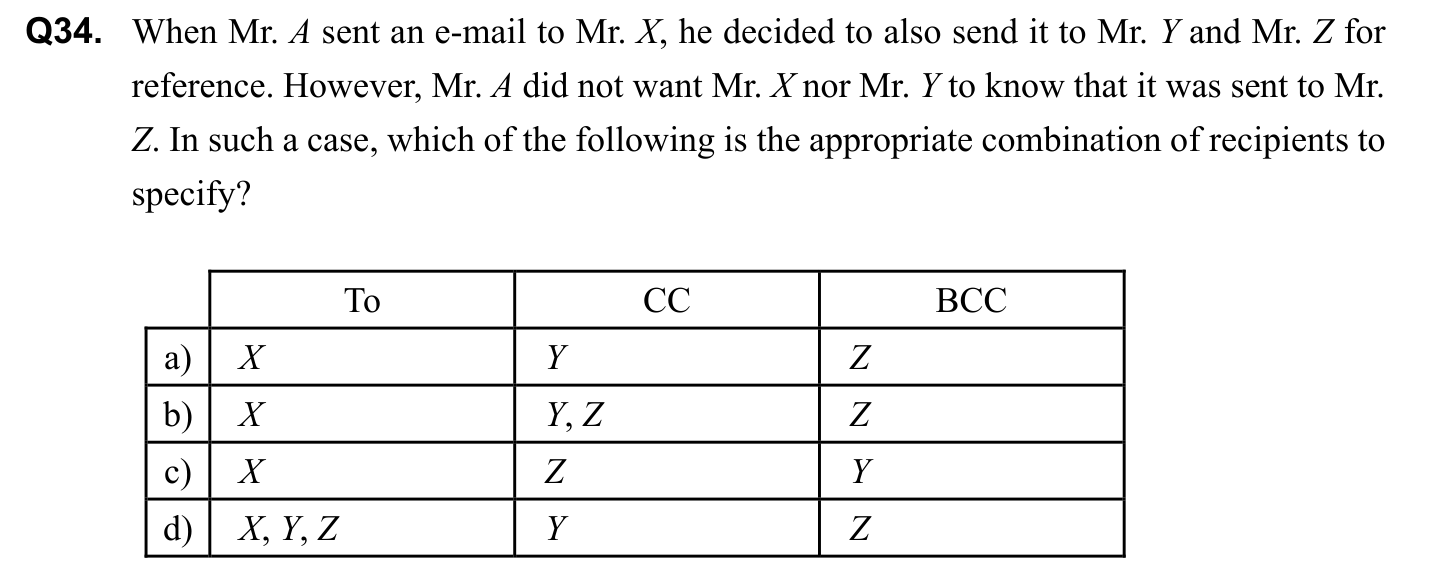 Q34. When Mr. A sent an e-mail to Mr. X, he decided to also send it to Mr. Y and Mr. Z for
reference. However, Mr. A did not want Mr. X nor Mr. Y to know that it was sent to Mr.
Z. In such a case, which of the following is the appropriate combination of recipients to
specify?
To CC BCC
a) X Y Z
b) X Y, Z Z
c) X Z Y
d) X, Y, Z Y Z